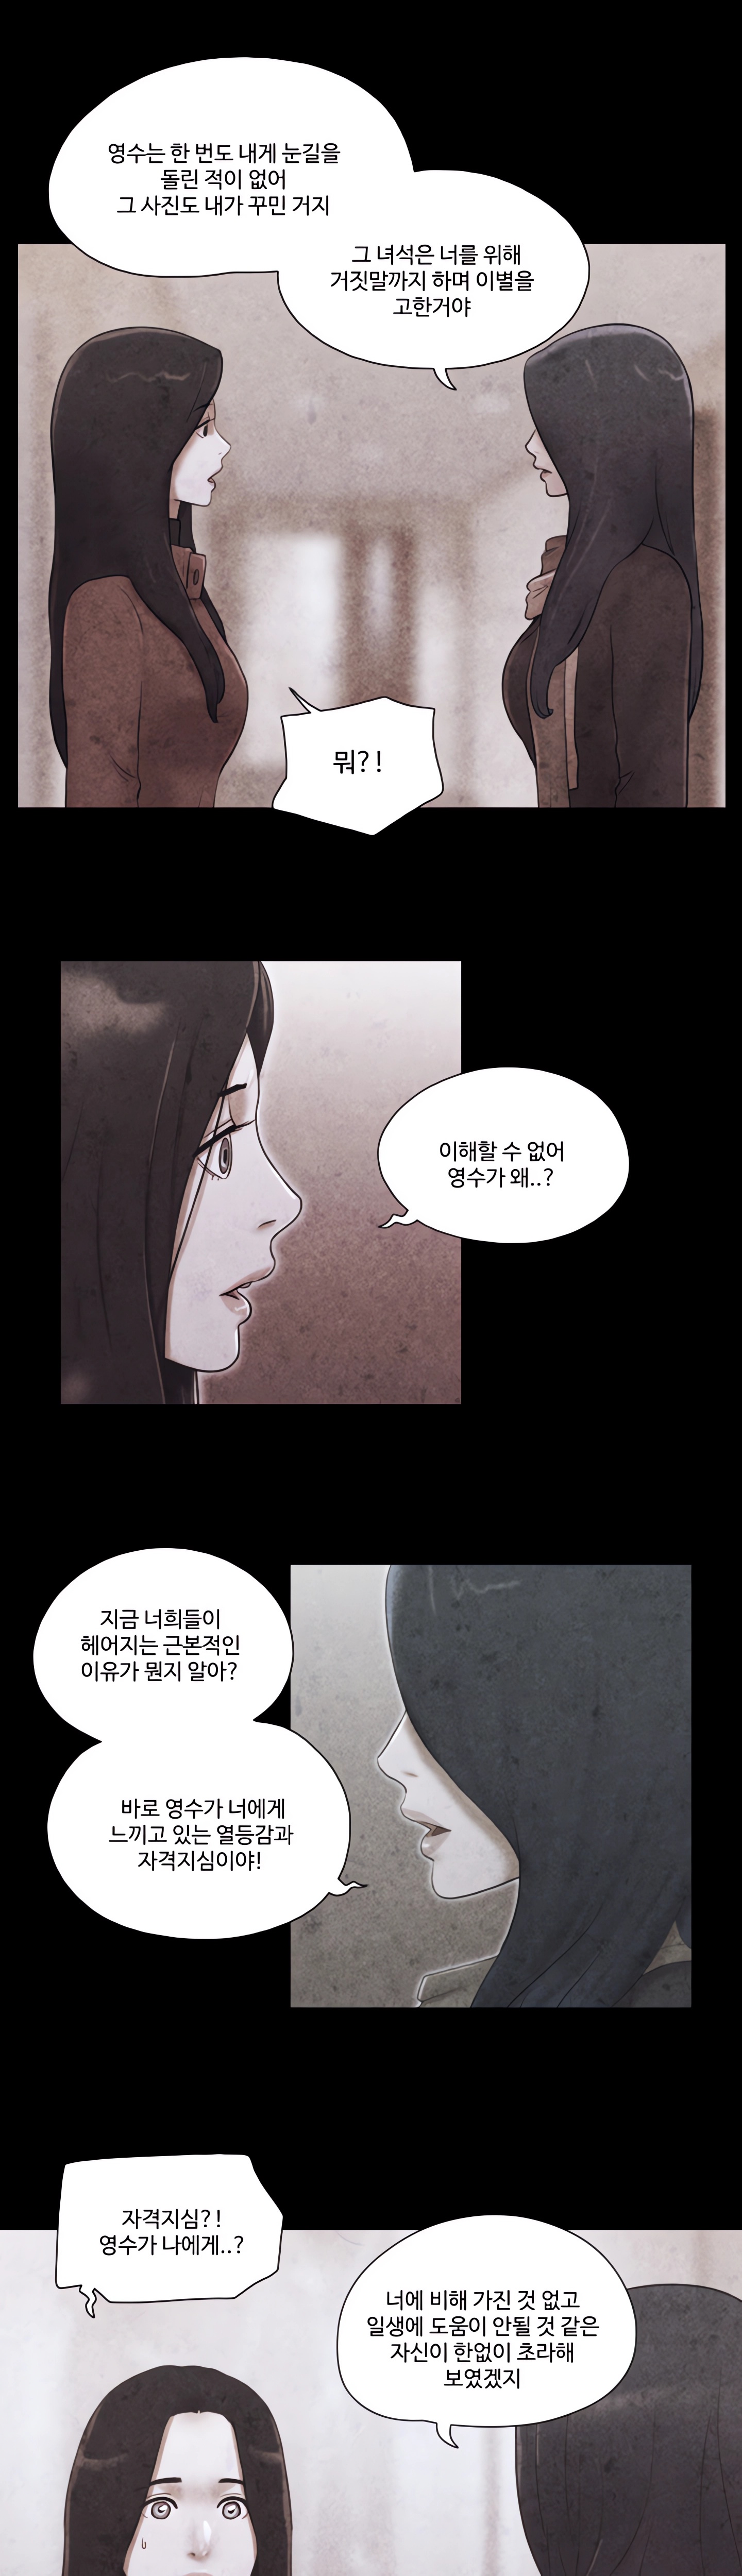 영수는 한 번도 내게 눈길을
돌린 적이 없어
그 사진도 내가 꾸민 거지
그 녀석은 너를 위해
거짓말까지 하며 이별을
고한거야
뭐?!
이해할 수 없어
영수가 왜..?
지금 너희들이
헤어지는 근본적인
이유가 뭔지 알아?
바로 영수가 너에게
느끼고 있는 열등감과
자격지심이야!
자격지심?!
영수가 나에게..?
너에 비해 가진 것 없고
일생에 도움이 안될 것 같은
자신이 한없이 초라해
보였겠지